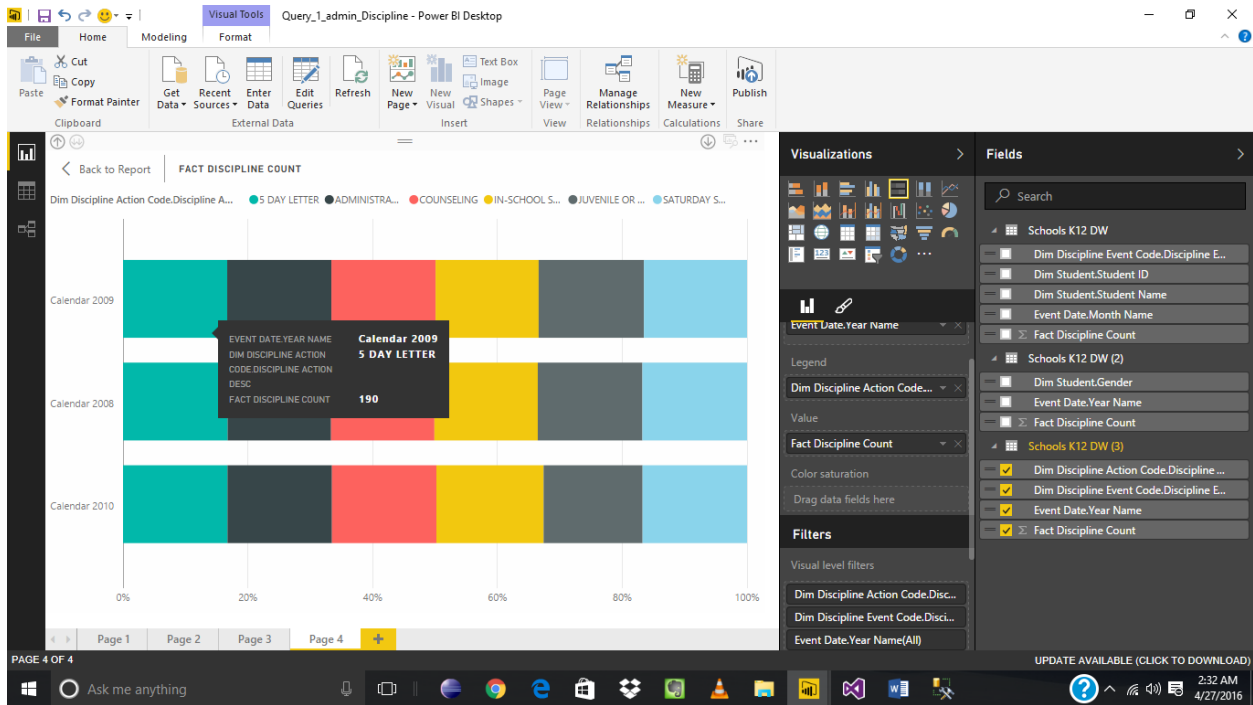 Visual Tools
Query_1_admin_Discipline - Power BI Desktop
File Home Modeling Format
Paste
Cut
Copy
Format Painter
Clipboard
Get Data
Recent Sources
Enter Data
Edit Queries
Refresh
External Data
New Page
New Visual
Text Box
Image
Shapes
Insert
Page View
View
Manage Relationships
Relationships
New Measure
Calculations
Publish
Share
Back to Report
FACT DISCIPLINE COUNT
Dim Discipline Action Code.Discipline A... 5 DAY LETTER ADMINISTRA... COUNSELING IN-SCHOOL S... JUVENILE OR ... SATURDAY S...
Calendar 2009
EVENT DATE.YEAR NAME Calendar 2009
DIM DISCIPLINE ACTION 5 DAY LETTER
CODE.DISCIPLINE ACTION
DESC
FACT DISCIPLINE COUNT 190
Calendar 2008
Calendar 2010
0% 20% 40% 60% 80% 100%
Page 1 Page 2 Page 3 Page 4 +
Visualizations
123
Event Date.Year Name
Legend
Dim Discipline Action Code....
Value
Fact Discipline Count
Color saturation
Drag data fields here
Filters
Visual level filters
Dim Discipline Action Code.Disc...
Dim Discipline Event Code.Disci...
Event Date.Year Name(All)
Fields
Search
Schools K12 DW
Dim Discipline Event Code.Discipline E...
Dim Student.Student ID
Dim Student.Student Name
Event Date.Month Name
Σ Fact Discipline Count
Schools K12 DW (2)
Dim Student.Gender
Event Date.Year Name
Σ Fact Discipline Count
Schools K12 DW (3)
Dim Discipline Action Code.Discipline ...
Dim Discipline Event Code.Discipline E...
Event Date.Year Name
Σ Fact Discipline Count
PAGE 4 OF 4
UPDATE AVAILABLE (CLICK TO DOWNLOAD)
Ask me anything
2:32 AM
4/27/2016